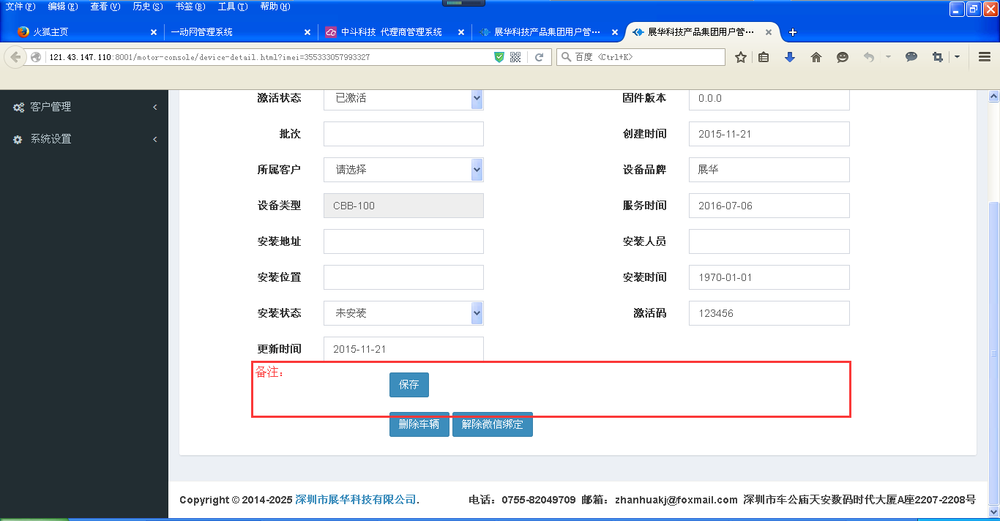 文件(F) 编辑(E) 查看(V) 历史(S) 书签(B) 工具(T) 帮助(H)
火狐主页 一动网管理系统 中斗科技 代理商管理系统 展华科技产品集团用户管... 展华科技产品集团用户管...
121.43.147.110:8001/motor-console/device-detail.html?imei=355333057993327 百度 <Ctrl+K>
客户管理
系统设置
激活状态 已激活 固件版本 0.0.0
批次 创建时间 2015-11-21
所属客户 请选择 设备品牌 展华
设备类型 CBB-100 服务时间 2016-07-06
安装地址 安装人员
安装位置 安装时间 1970-01-01
安装状态 未安装 激活码 123456
更新时间 2015-11-21
备注：
保存
删除车辆 解除微信绑定
Copyright © 2014-2025 深圳市展华科技有限公司. 电话：0755-82049709 邮箱：zhanhuakj@foxmail.com 深圳市车公庙天安数码时代大厦A座2207-2208号